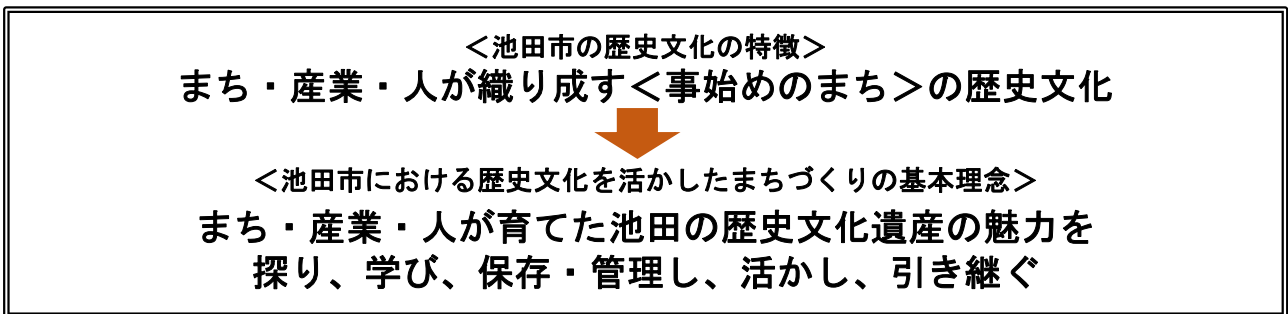 ＜池田市の歴史文化の特徴＞
まち・産業・人が織り成す＜事始めのまち＞の歴史文化
＜池田市における歴史文化を活かしたまちづくりの基本理念＞
まち・産業・人が育てた池田の歴史文化遺産の魅力を
探り、学び、保存・管理し、活かし、引き継ぐ